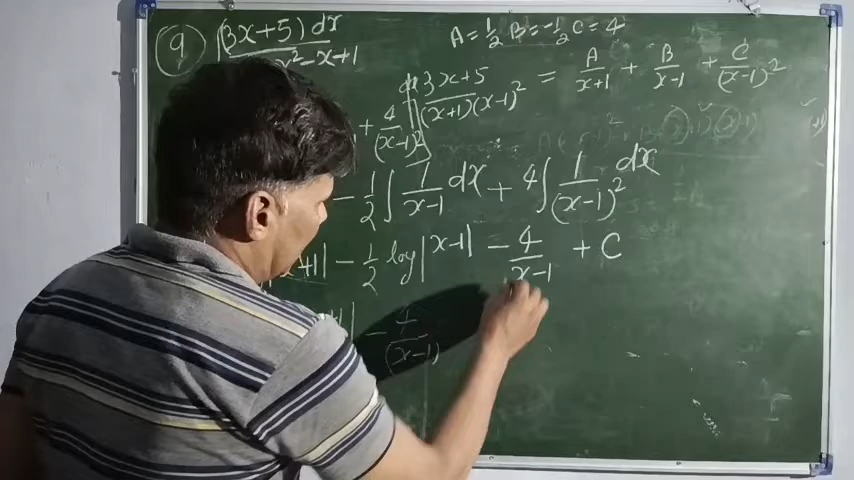 9 ∫(3x+5) dx A = 1/2 B = -1/2 C = 4
x² - x + 1
3x+5 / (x+1)(x-1)² = A/x+1 + B/x-1 + C/(x-1)²
+ 4/(x-1)²
- 1/2 ∫ 1/x-1 dx + 4 ∫ 1/(x-1)² dx
x+1| - 1/2 log |x-1| - 4/x-1 + C
+1| - 4/(x-1)